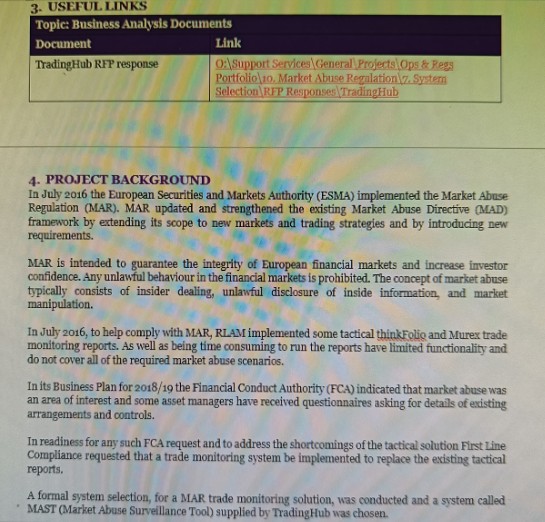 3. USEFUL LINKS
Topic: Business Analysis Documents
Document Link
TradingHub RFP response O:\Support Services\General\Projects\Ops & Regs
Portfolio\10. Market Abuse Regulation\7. System
Selection\RFP Responses\TradingHub
4. PROJECT BACKGROUND
In July 2016 the European Securities and Markets Authority (ESMA) implemented the Market Abuse
Regulation (MAR). MAR updated and strengthened the existing Market Abuse Directive (MAD)
framework by extending its scope to new markets and trading strategies and by introducing new
requirements.
MAR is intended to guarantee the integrity of European financial markets and increase investor
confidence. Any unlawful behaviour in the financial markets is prohibited. The concept of market abuse
typically consists of insider dealing, unlawful disclosure of inside information, and market
manipulation.
In July 2016, to help comply with MAR, RLAM implemented some tactical thinkFolio and Murex trade
monitoring reports. As well as being time consuming to run the reports have limited functionality and
do not cover all of the required market abuse scenarios.
In its Business Plan for 2018/19 the Financial Conduct Authority (FCA) indicated that market abuse was
an area of interest and some asset managers have received questionnaires asking for details of existing
arrangements and controls.
In readiness for any such FCA request and to address the shortcomings of the tactical solution First Line
Compliance requested that a trade monitoring system be implemented to replace the existing tactical
reports.
A formal system selection, for a MAR trade monitoring solution, was conducted and a system called
MAST (Market Abuse Surveillance Tool) supplied by TradingHub was chosen.